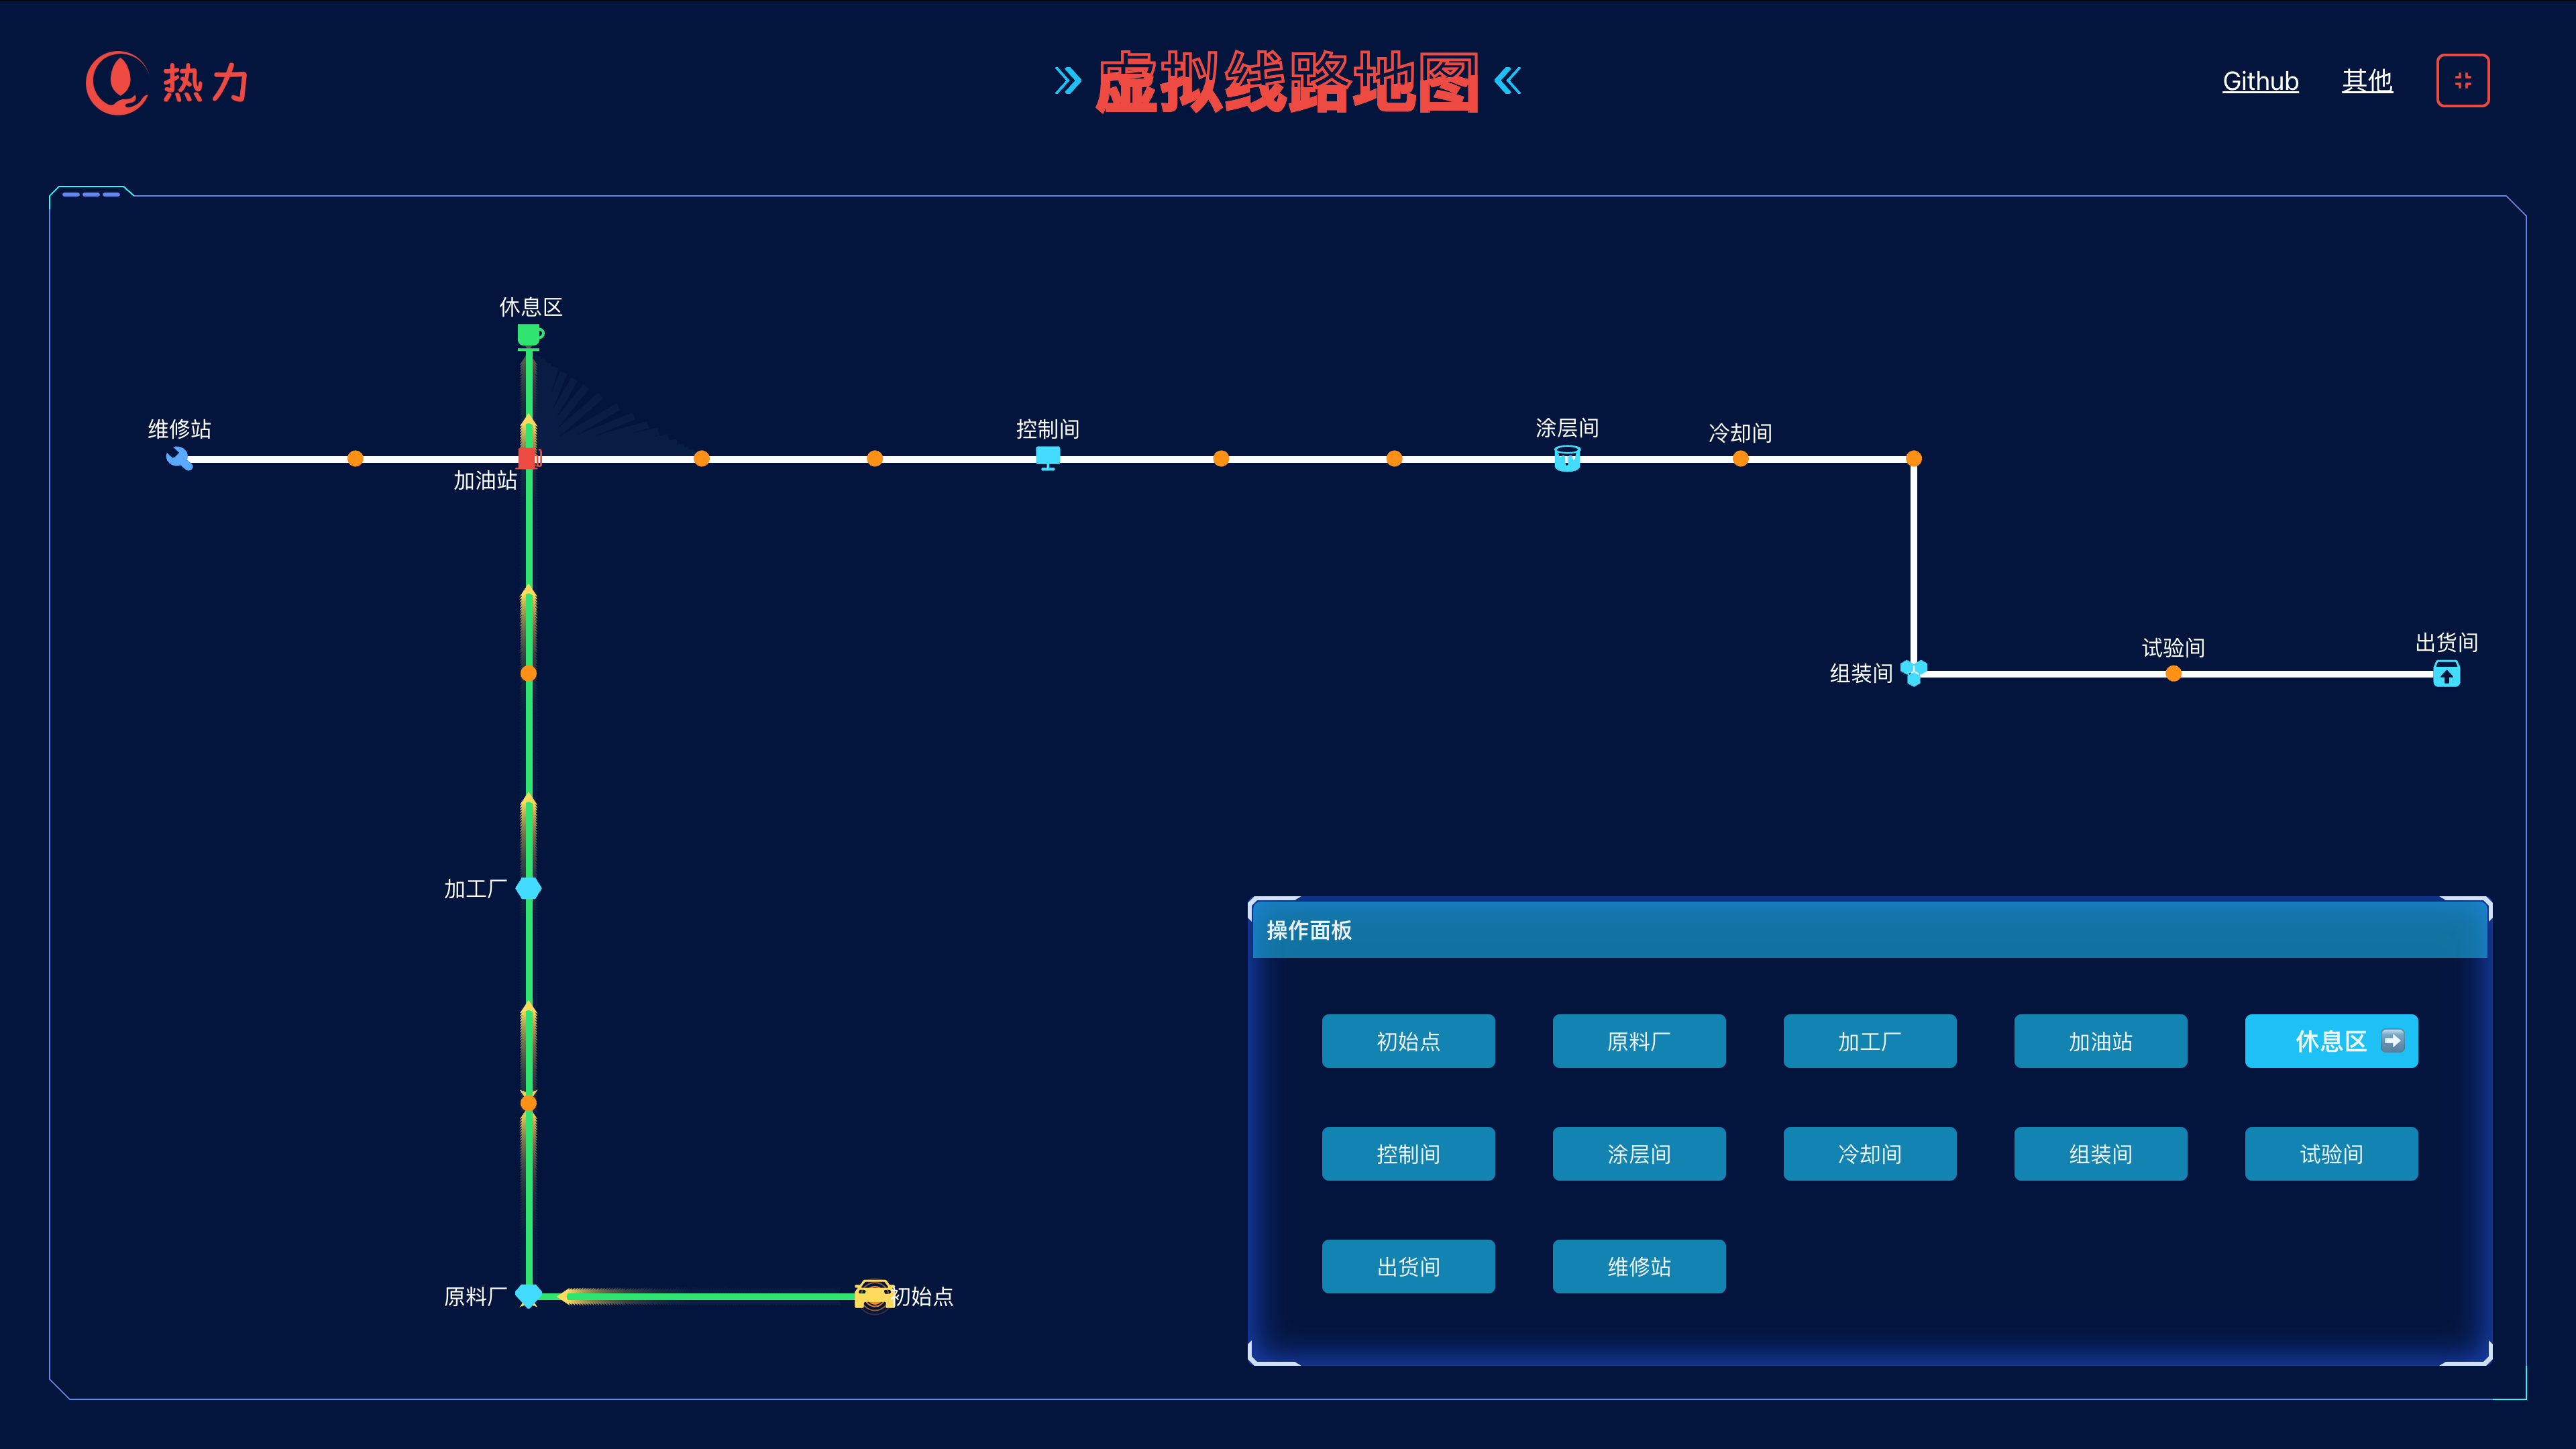 热力
虚拟线路地图
Github
其他
休息区
维修站
加油站
控制间
涂层间
冷却间
组装间
试验间
出货间
加工厂
原料厂
初始点
操作面板
初始点
原料厂
加工厂
加油站
休息区
控制间
涂层间
冷却间
组装间
试验间
出货间
维修站